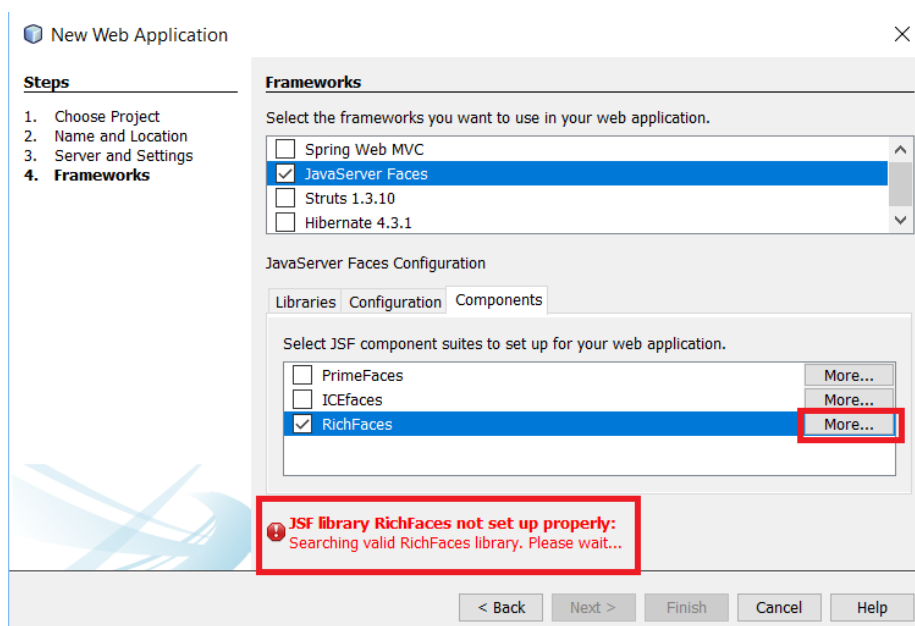 New Web Application
Steps
1. Choose Project
2. Name and Location
3. Server and Settings
4. Frameworks
Frameworks
Select the frameworks you want to use in your web application.
Spring Web MVC
JavaServer Faces
Struts 1.3.10
Hibernate 4.3.1
JavaServer Faces Configuration
Libraries Configuration Components
Select JSF component suites to set up for your web application.
PrimeFaces More...
ICEfaces More...
RichFaces More...
JSF library RichFaces not set up properly:
Searching valid RichFaces library. Please wait...
< Back Next > Finish Cancel Help